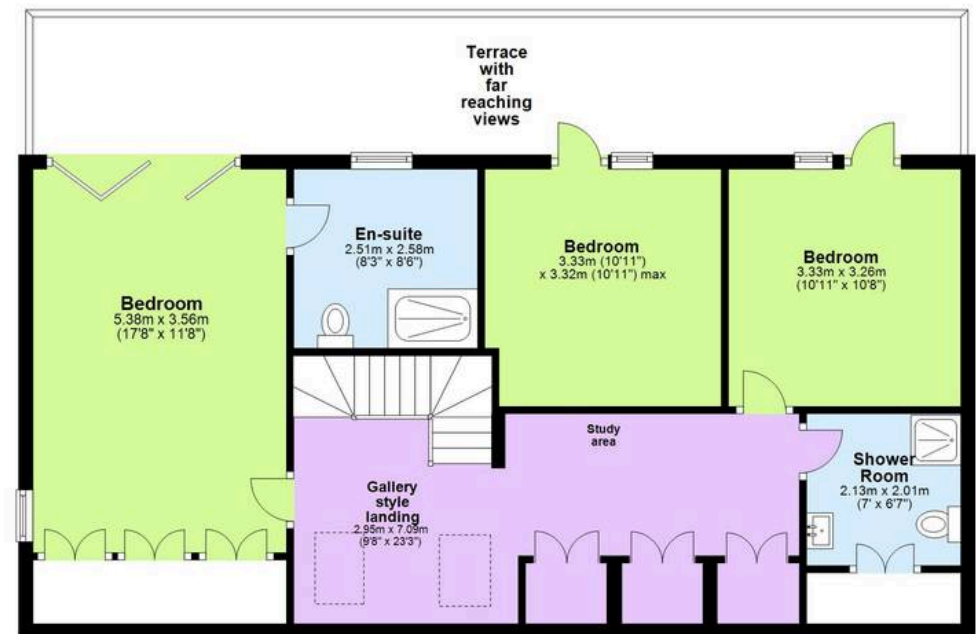 Terrace
with
far
reaching
views
En-suite
2.51m x 2.58m
(8'3" x 8'6")
Bedroom
3.33m (10'11")
x 3.32m (10'11") max
Bedroom
3.33m x 3.26m
(10'11" x 10'8")
Bedroom
5.38m x 3.56m
(17'8" x 11'8")
Study
area
Gallery
style
landing
2.95m x 7.09m
(9'8" x 23'3")
Shower
Room
2.13m x 2.01m
(7' x 6'7")